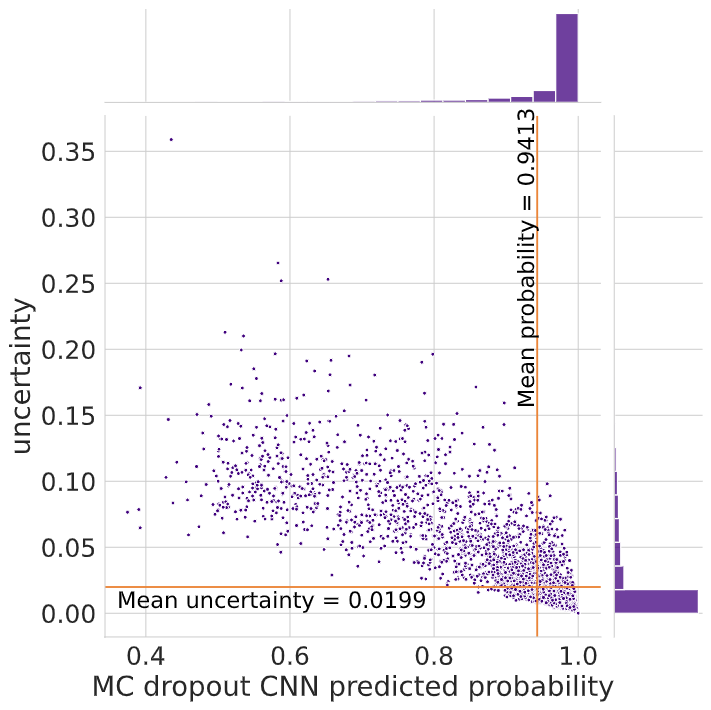 0.35
0.30
0.25
0.20
0.15
0.10
0.05
0.00
uncertainty
Mean probability = 0.9413
Mean uncertainty = 0.0199
0.4 0.6 0.8 1.0
MC dropout CNN predicted probability